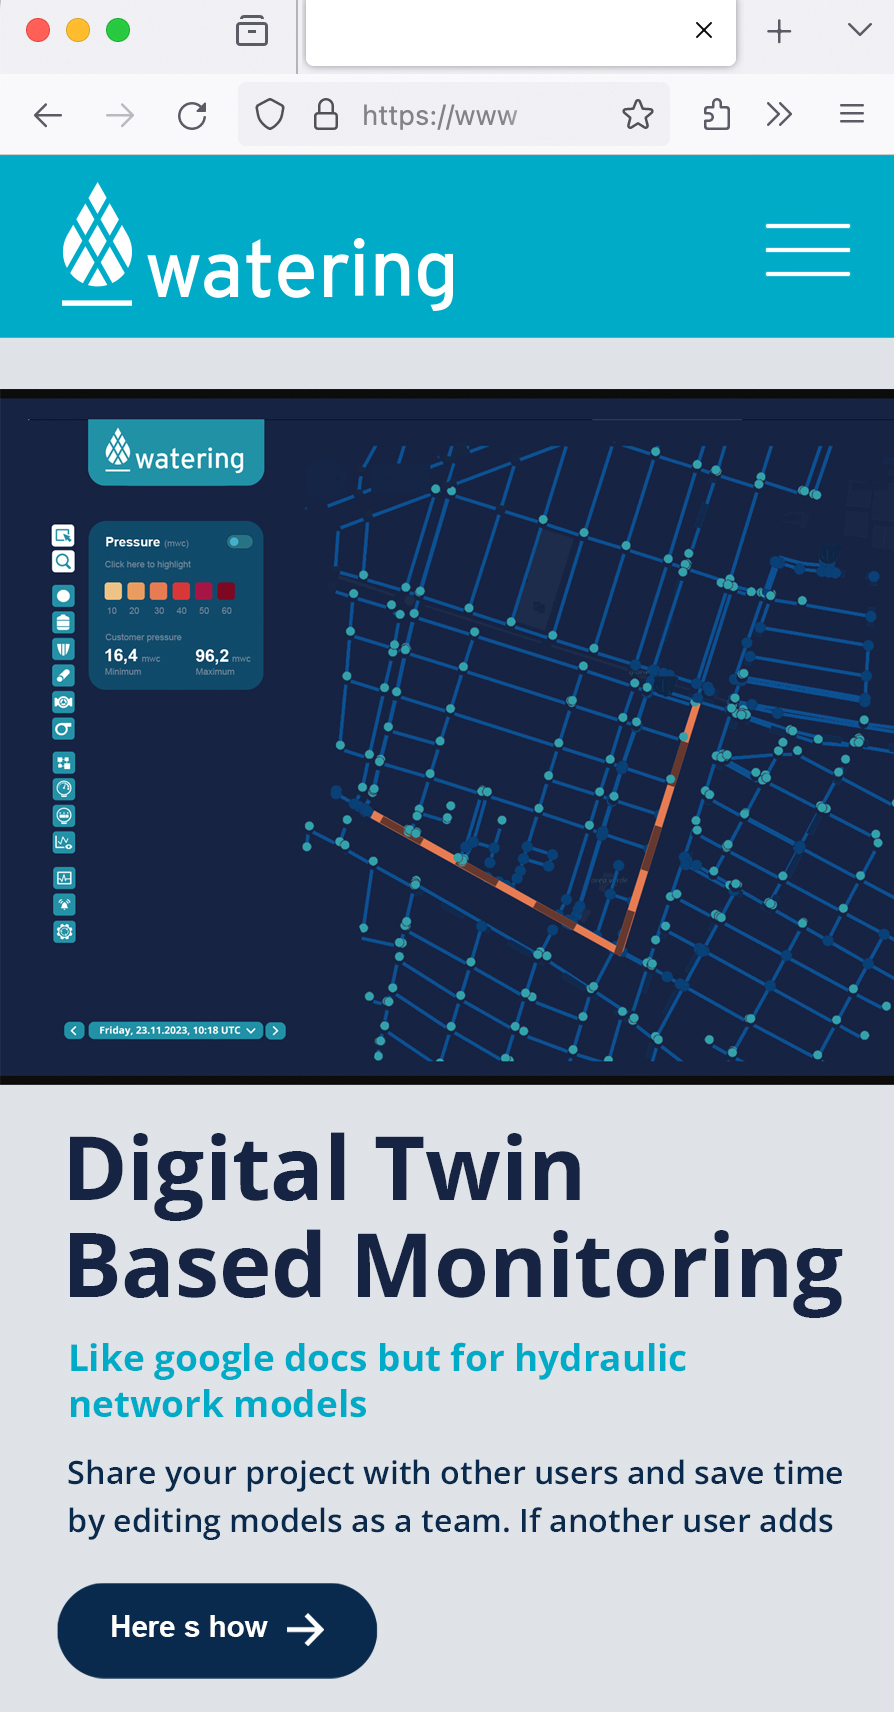 https://www
watering
watering
Pressure (mwc)
Click here to highlight
10 20 30 40 50 60
Customer pressure
16,4 mwc 96,2 mwc
Minimum Maximum
Friday, 23.11.2023, 10:18 UTC
Digital Twin
Based Monitoring
Like google docs but for hydraulic
network models
Share your project with other users and save time
by editing models as a team. If another user adds
Here s how